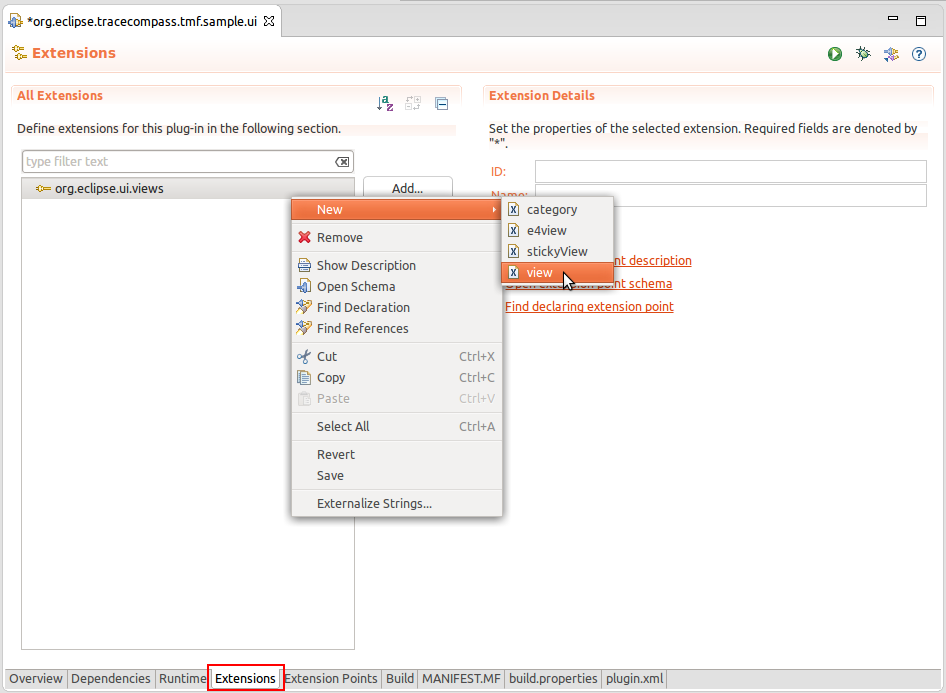 *org.eclipse.tracecompass.tmf.sample.ui
Extensions
All Extensions
Define extensions for this plug-in in the following section.
type filter text
org.eclipse.ui.views
Add...
Extension Details
Set the properties of the selected extension. Required fields are denoted by
"*".
ID:
Name:
New
Remove
Show Description
Open Schema
Find Declaration
Find References
Cut Ctrl+X
Copy Ctrl+C
Paste Ctrl+V
Select All Ctrl+A
Revert
Save
Externalize Strings...
category
e4view
stickyView
view
nt description
Open extension point schema
Find declaring extension point
Overview Dependencies Runtime Extensions Extension Points Build MANIFEST.MF build.properties plugin.xml